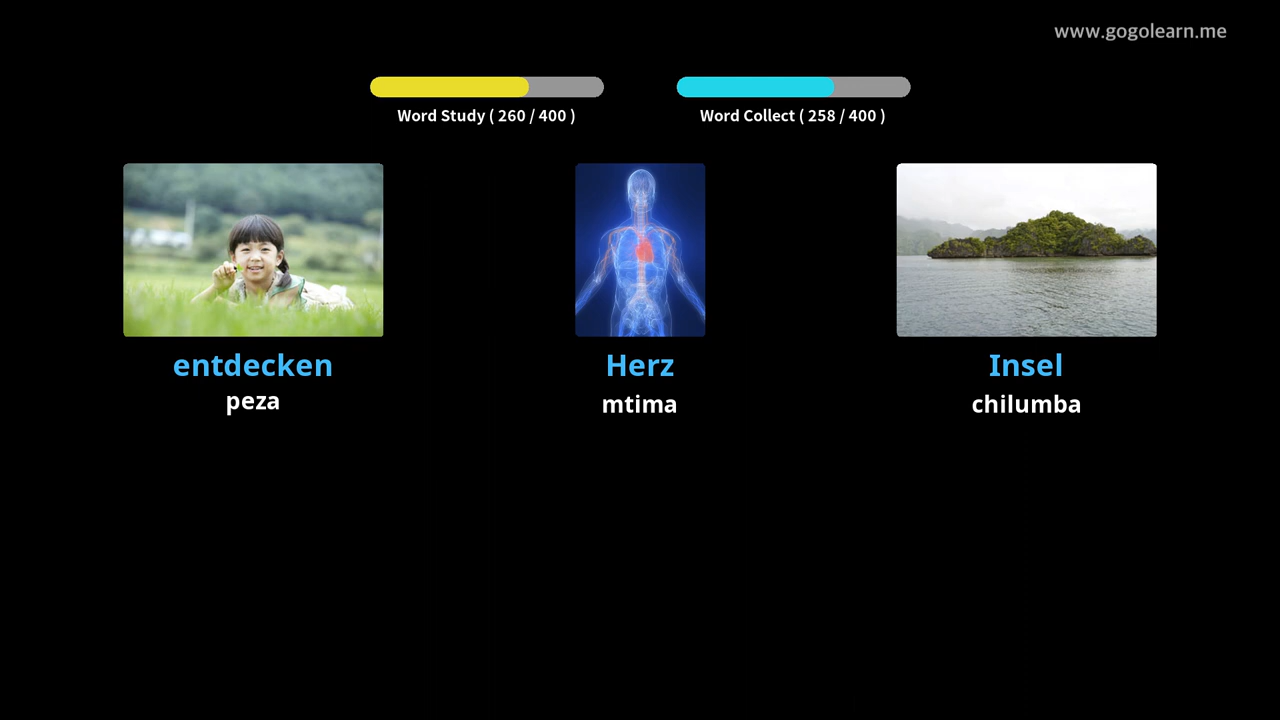 www.gogolearn.me
Word Study ( 260 / 400 )
Word Collect ( 258 / 400 )
entdecken
peza
Herz
mtima
Insel
chilumba